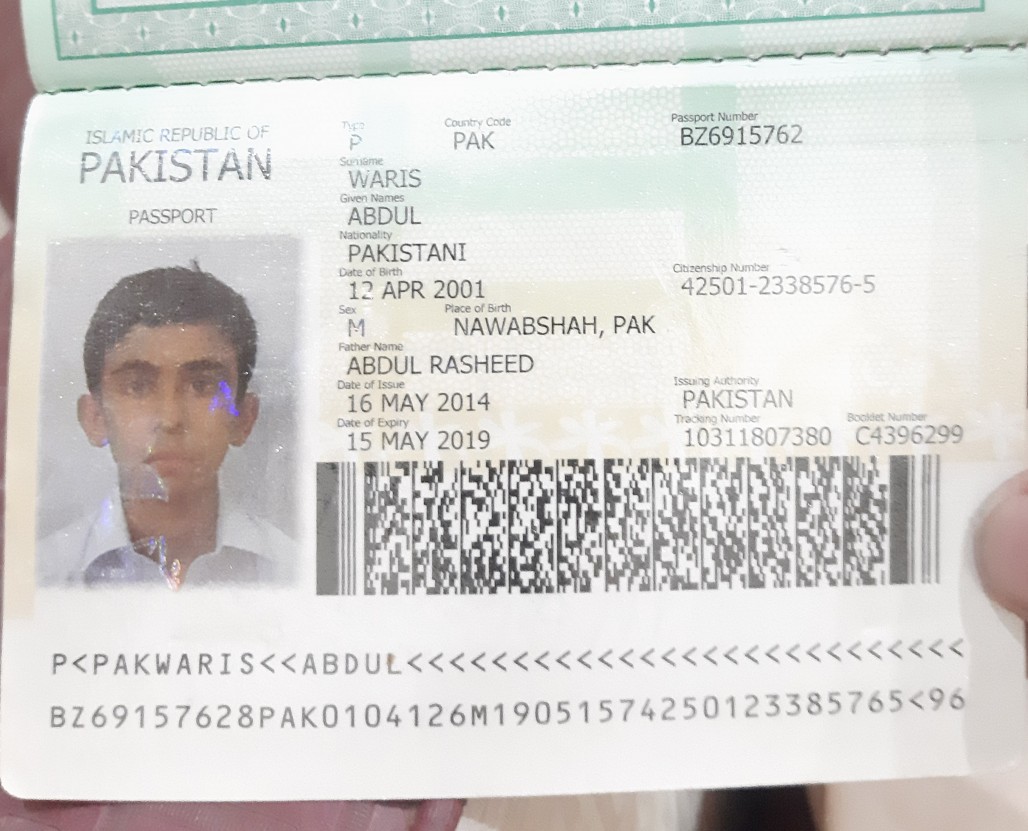 ISLAMIC REPUBLIC OF
PAKISTAN
PASSPORT
Type Country Code Passport Number
P PAK BZ6915762
Surname
WARIS
Given Names
ABDUL
Nationality
PAKISTANI
Date of Birth Citizenship Number
12 APR 2001 42501-2338576-5
Sex Place of Birth
M NAWABSHAH, PAK
Father Name
ABDUL RASHEED
Date of Issue Issuing Authority
16 MAY 2014 PAKISTAN
Date of Expiry Tracking Number Booklet Number
15 MAY 2019 10311807380 C4396299
P<PAKWARIS<<ABDUL<<<<<<<<<<<<<<<<<<<<<<<<<<<
BZ69157628PAK0104126M19051574250123385765<96